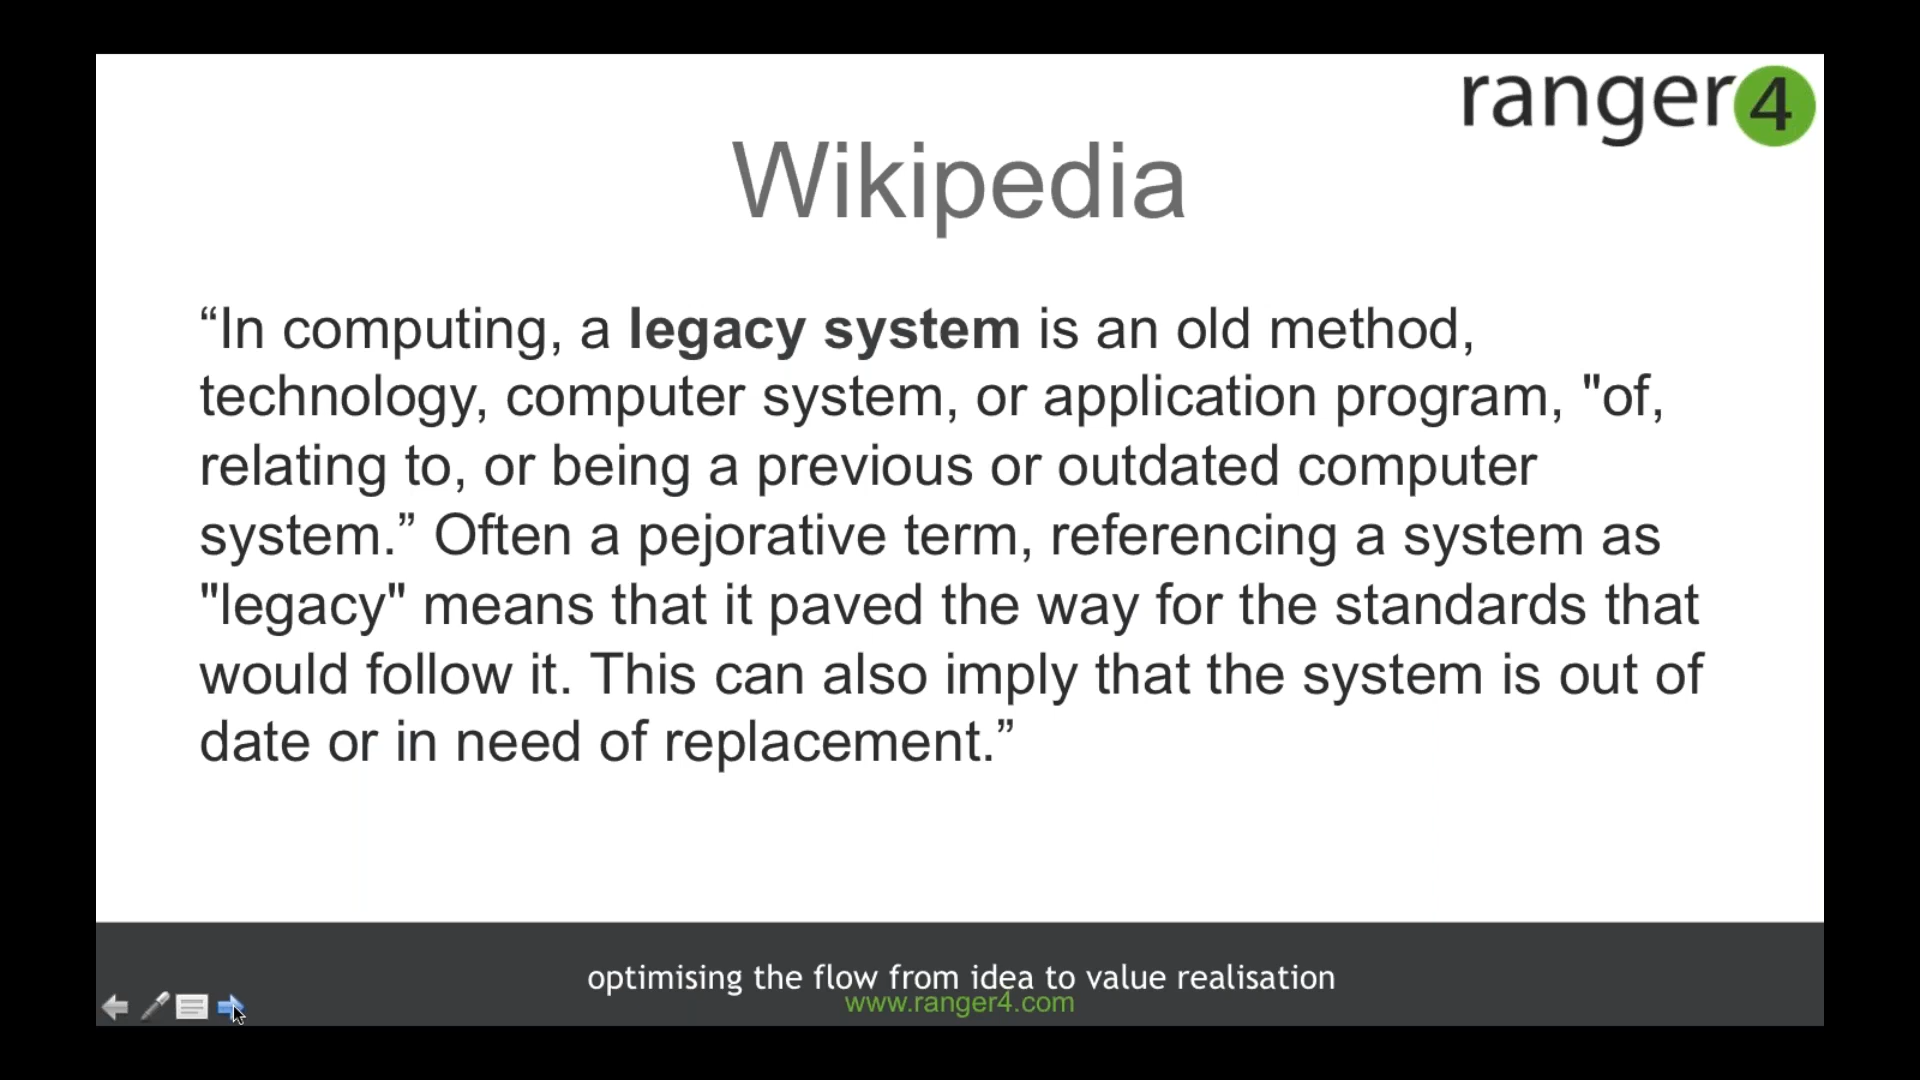 ranger4
Wikipedia
“In computing, a legacy system is an old method,
technology, computer system, or application program, "of,
relating to, or being a previous or outdated computer
system.” Often a pejorative term, referencing a system as
"legacy" means that it paved the way for the standards that
would follow it. This can also imply that the system is out of
date or in need of replacement.”
optimising the flow from idea to value realisation
www.ranger4.com